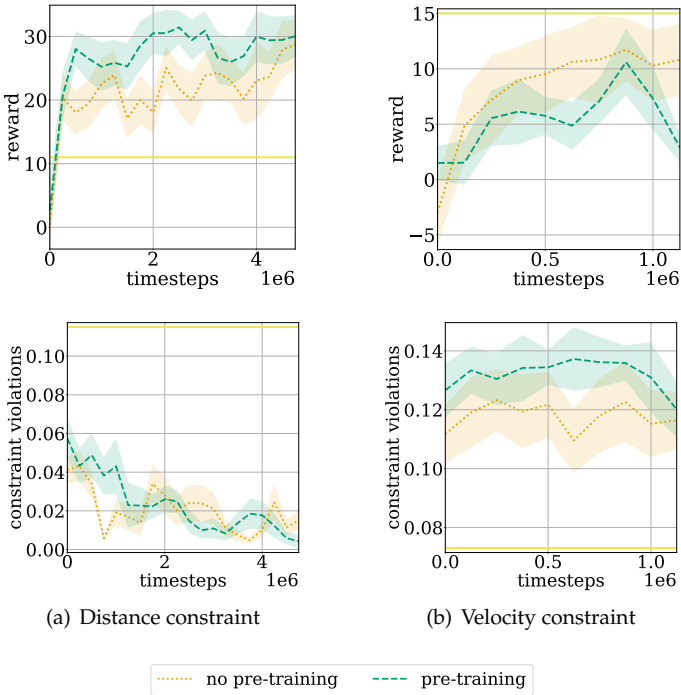 30
20
10
0
reward
0
2
4
timesteps
1e6
15
10
5
0
−5
reward
0.0
0.5
1.0
timesteps
1e6
0.10
0.08
0.06
0.04
0.02
0.00
constraint violations
0
2
4
timesteps
1e6
0.14
0.12
0.10
0.08
constraint violations
0.0
0.5
1.0
timesteps
1e6
(a) Distance constraint
(b) Velocity constraint
no pre-training
pre-training